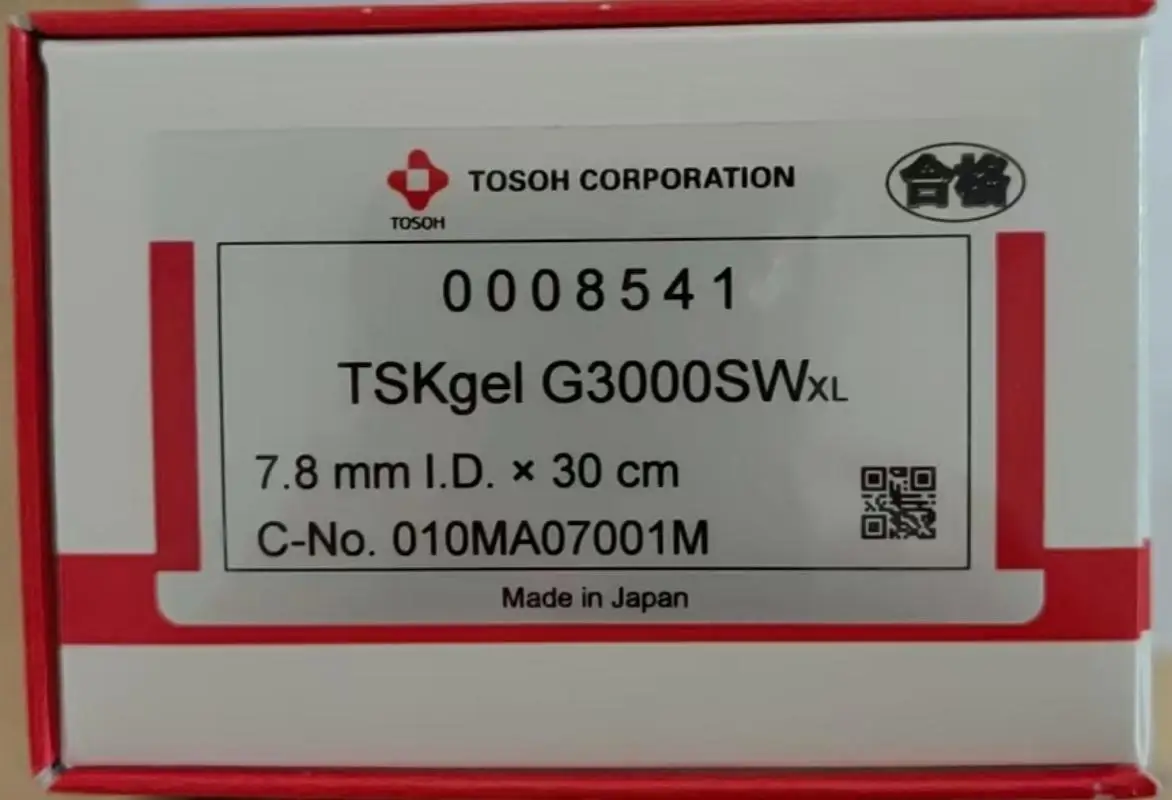 TOSOH CORPORATION
合格
TOSOH
0008541
TSKgel G3000SWXL
7.8 mm I.D. × 30 cm
C-No. 010MA07001M
Made in Japan